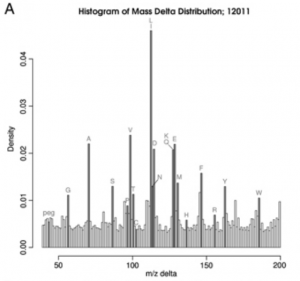 A
Histogram of Mass Delta Distribution; 12011
L
V
A
D
K
Q
E
F
S
N
M
Y
G
T
P
W
R
peg
H
C
Density
0.00
0.01
0.02
0.03
0.04
50
100
150
200
m/z delta